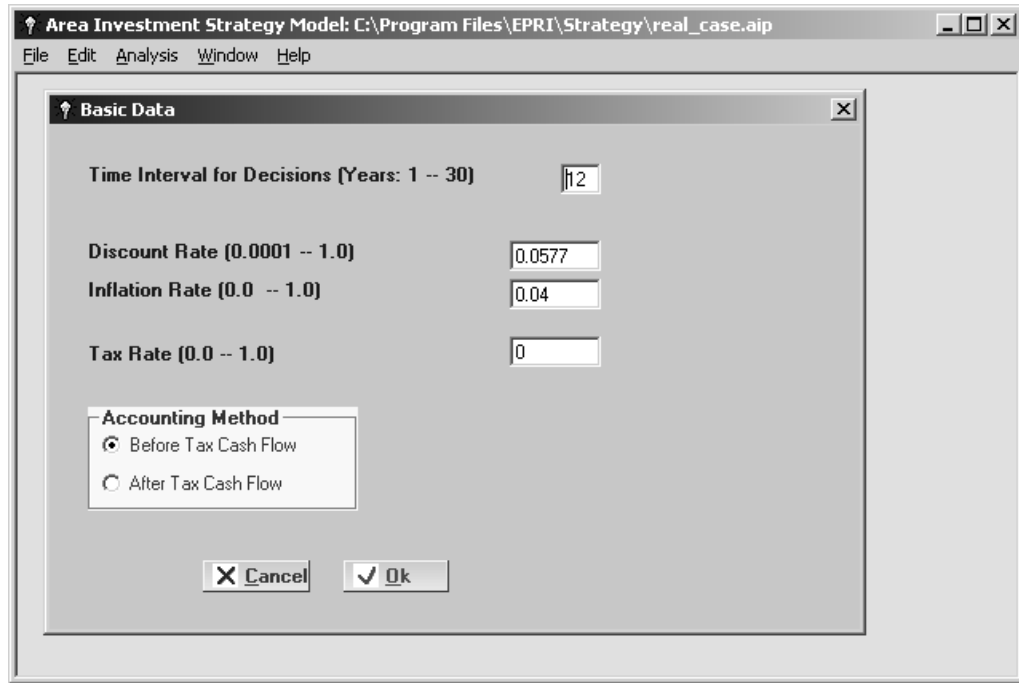 Area Investment Strategy Model: C:\Program Files\EPRI\Strategy\real_case.aip
File Edit Analysis Window Help
Basic Data
Time Interval for Decisions (Years: 1 -- 30) 12
Discount Rate (0.0001 -- 1.0) 0.0577
Inflation Rate (0.0 -- 1.0) 0.04
Tax Rate (0.0 -- 1.0) 0
Accounting Method
Before Tax Cash Flow
After Tax Cash Flow
Cancel Ok